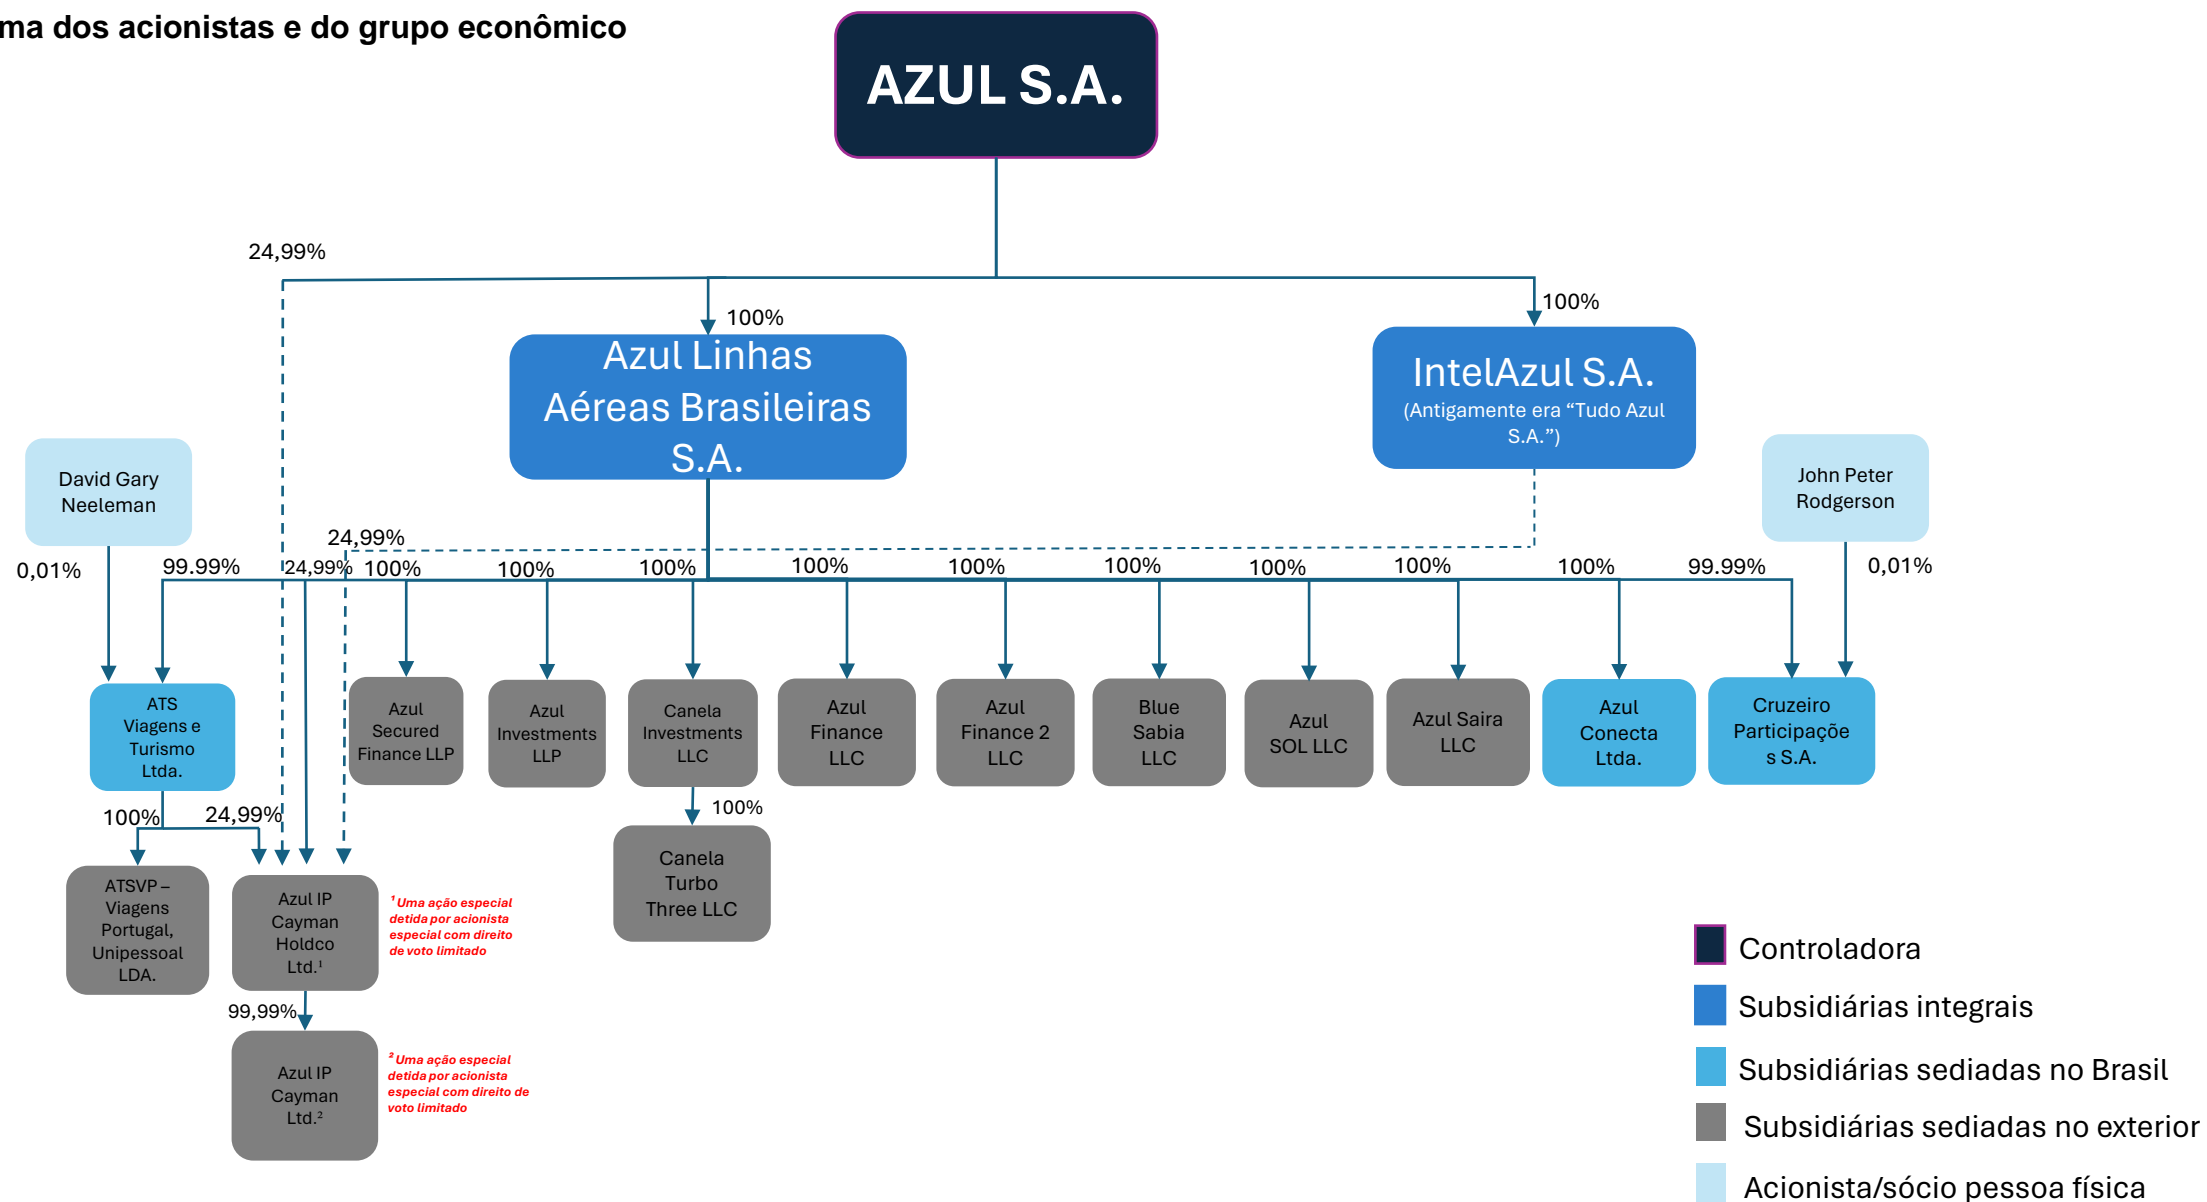 ma dos acionistas e do grupo econômico
AZUL S.A.
24,99%
100%
100%
Azul Linhas
Aéreas Brasileiras
S.A.
IntelAzul S.A.
(Antigamente era “Tudo Azul
S.A.”)
David Gary
Neeleman
John Peter
Rodgerson
24,99%
0,01%
99.99%
24,99%
100%
100%
100%
100%
100%
100%
100%
100%
100%
99.99%
0,01%
ATS
Viagens e
Turismo
Ltda.
Azul
Secured
Finance LLP
Azul
Investments
LLP
Canela
Investments
LLC
Azul
Finance
LLC
Azul
Finance 2
LLC
Blue
Sabia
LLC
Azul
SOL LLC
Azul Saira
LLC
Azul
Conecta
Ltda.
Cruzeiro
Participaçõe
s S.A.
100%
24,99%
100%
ATSVP –
Viagens
Portugal,
Unipessoal
LDA.
Azul IP
Cayman
Holdco
Ltd.¹
¹ Uma ação especial
detida por acionista
especial com direito
de voto limitado
Canela
Turbo
Three LLC
99,99%
Azul IP
Cayman
Ltd.²
² Uma ação especial
detida por acionista
especial com direito de
voto limitado
Controladora
Subsidiárias integrais
Subsidiárias sediadas no Brasil
Subsidiárias sediadas no exterior
Acionista/sócio pessoa física